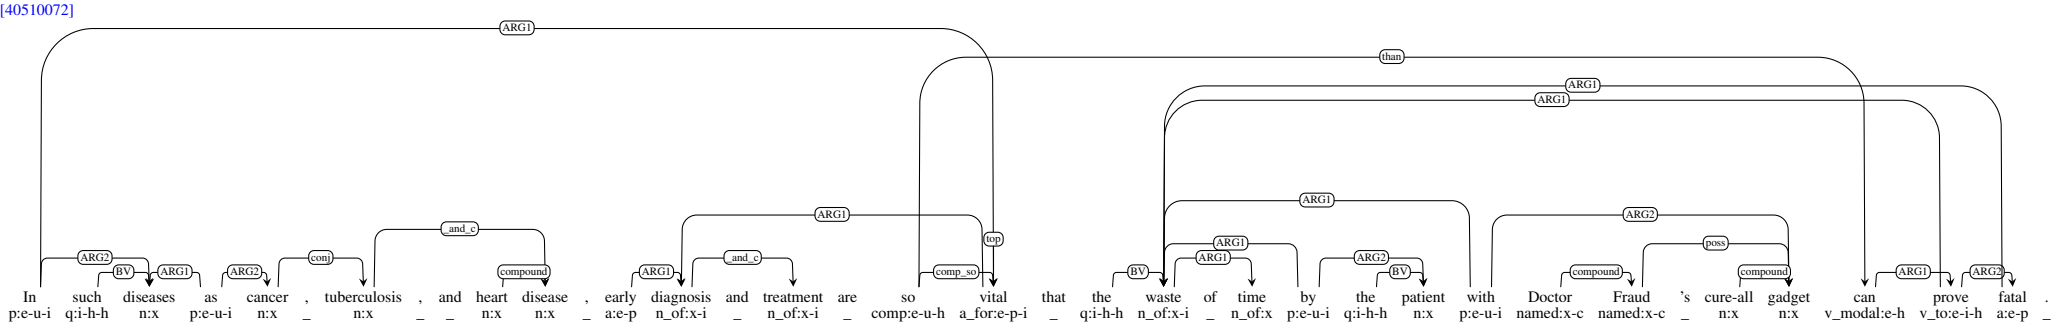 [40510072]
ARG1
than
ARG1
ARG1
ARG1
ARG1 ARG2
_and_c top ARG1 poss
ARG2 conj _and_c ARG1 ARG2
BV ARG1 ARG2 compound ARG1 comp_so BV BV compound compound ARG1 ARG2
In such diseases as cancer , tuberculosis , and heart disease , early diagnosis and treatment are so vital that the waste of time by the patient with Doctor Fraud 's cure-all gadget can prove fatal .
p:e-u-i q:i-h-h n:x p:e-u-i n:x _ n:x _ _ n:x n:x _ a:e-p n_of:x-i _ n_of:x-i _ comp:e-u-h a_for:e-p-i _ q:i-h-h n_of:x-i _ n_of:x p:e-u-i q:i-h-h n:x p:e-u-i named:x-c named:x-c _ n:x n:x v_modal:e-h v_to:e-i-h a:e-p _